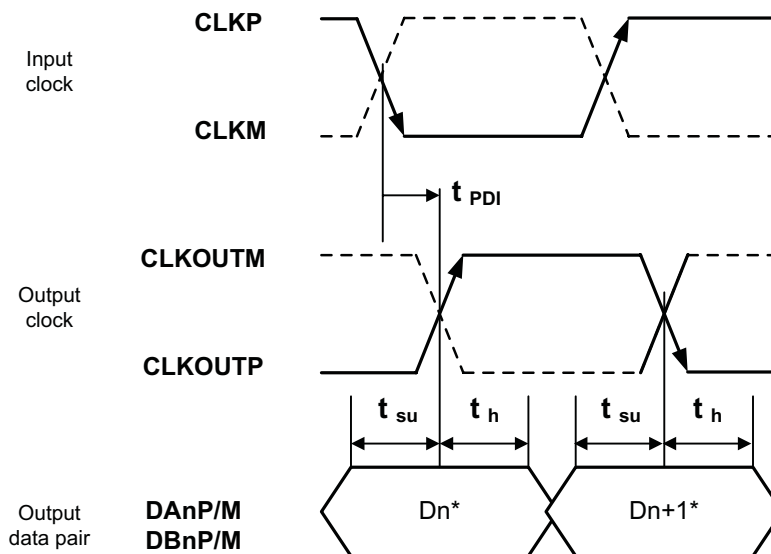 CLKP
Input
clock
CLKM
t PDI
CLKOUTM
Output
clock
CLKOUTP
t su t h t su t h
Output
data pair
DAnP/M
DBnP/M
Dn* Dn+1*